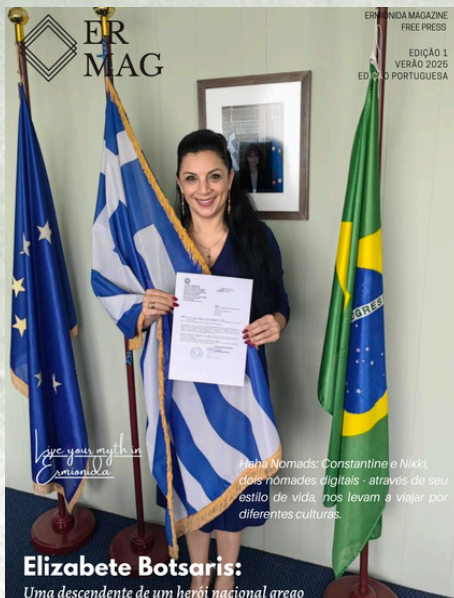 ER
MAG
ERMIONIDA MAGAZINE
FREE PRESS
EDIÇÃO 1
VERÃO 2025
EDIÇÃO PORTUGUESA
Live your myth in
Ermionida
Haha Nomads: Constantine e Nikki,
dois nômades digitais - através de seu
estilo de vida, nos levam a viajar por
diferentes culturas.
Elizabete Botsaris:
Uma descendente de um herói nacional grego